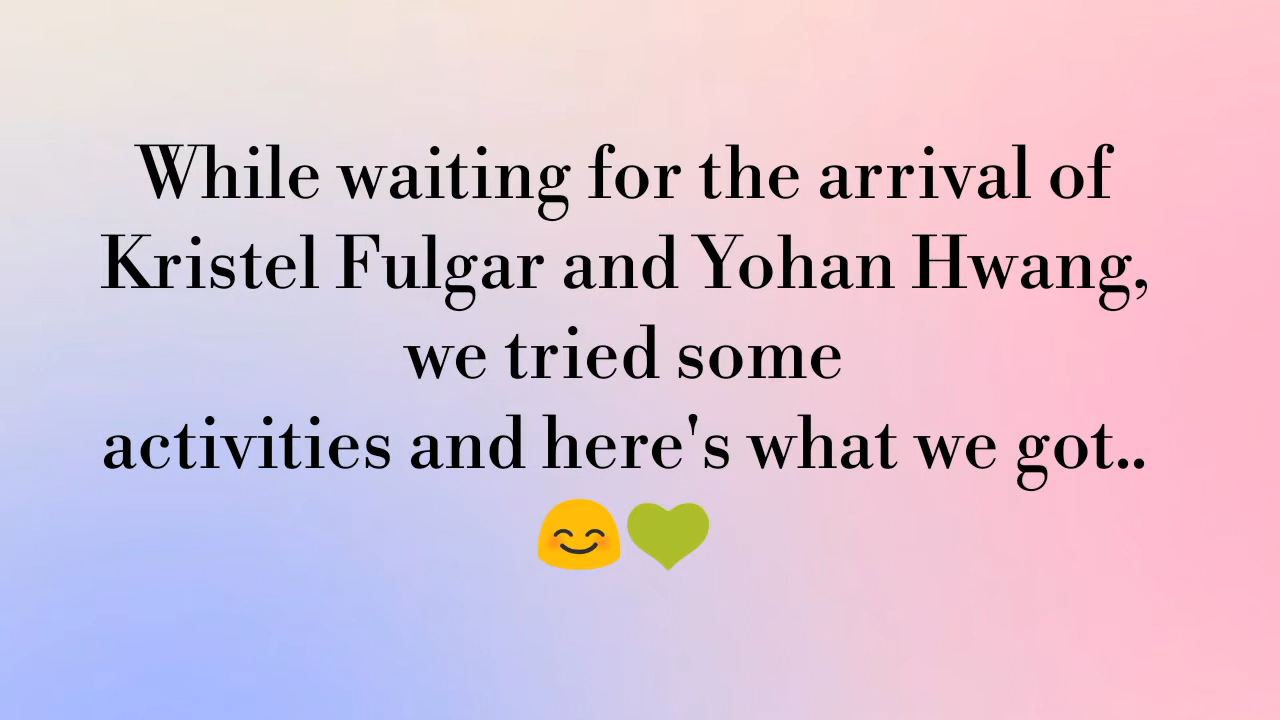 While waiting for the arrival of
Kristel Fulgar and Yohan Hwang,
we tried some
activities and here's what we got..
😊💚